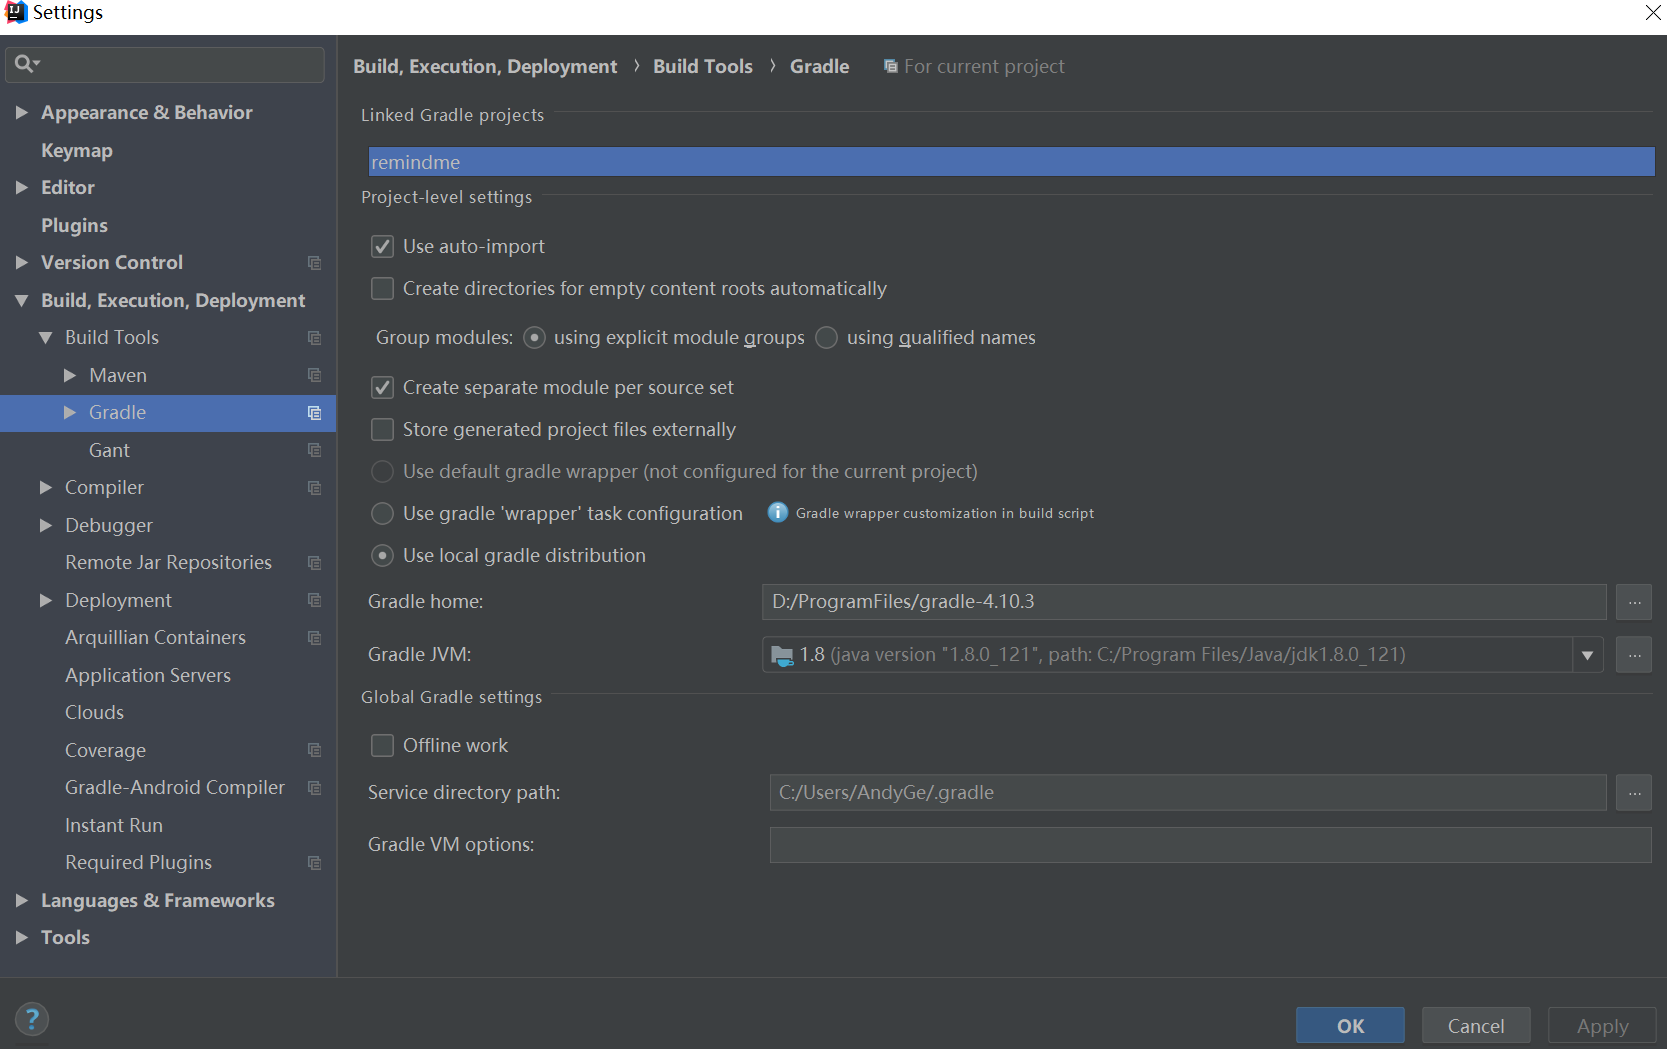 Settings
Appearance & Behavior
Keymap
Editor
Plugins
Version Control
Build, Execution, Deployment
Build Tools
Maven
Gradle
Gant
Compiler
Debugger
Remote Jar Repositories
Deployment
Arquillian Containers
Application Servers
Clouds
Coverage
Gradle-Android Compiler
Instant Run
Required Plugins
Languages & Frameworks
Tools
Build, Execution, Deployment › Build Tools › Gradle For current project
Linked Gradle projects
remindme
Project-level settings
Use auto-import
Create directories for empty content roots automatically
Group modules: using explicit module groups using qualified names
Create separate module per source set
Store generated project files externally
Use default gradle wrapper (not configured for the current project)
Use gradle 'wrapper' task configuration Gradle wrapper customization in build script
Use local gradle distribution
Gradle home: D:/ProgramFiles/gradle-4.10.3 ...
Gradle JVM: 1.8 (java version "1.8.0_121", path: C:/Program Files/Java/jdk1.8.0_121) ...
Global Gradle settings
Offline work
Service directory path: C:/Users/AndyGe/.gradle ...
Gradle VM options:
?
OK Cancel Apply